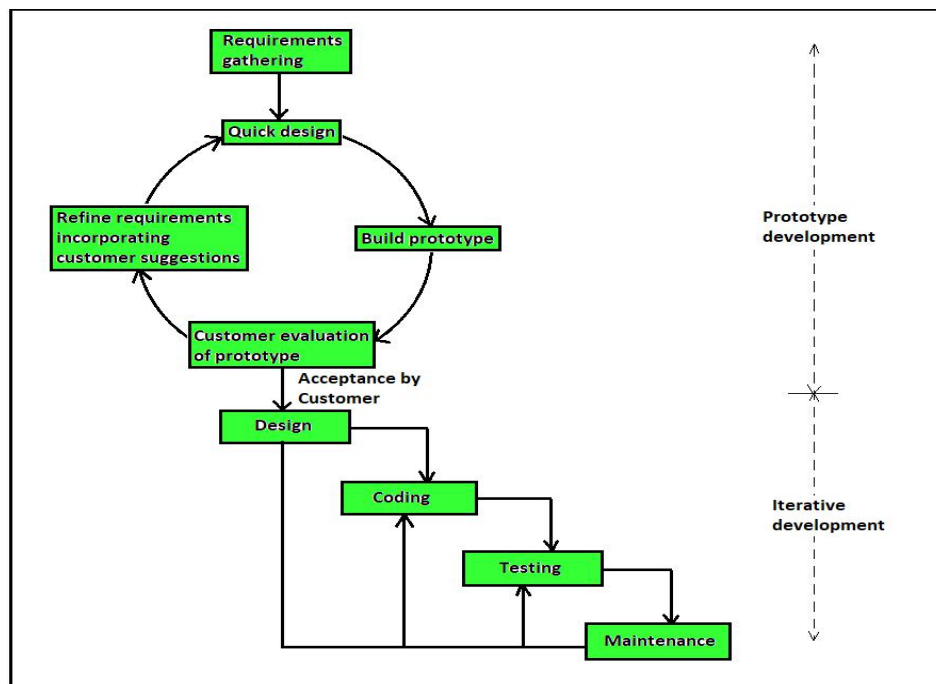 Requirements
gathering
Quick design
Refine requirements
incorporating
customer suggestions
Build prototype
Prototype
development
Customer evaluation
of prototype
Acceptance by
Customer
Design
Coding
Iterative
development
Testing
Maintenance